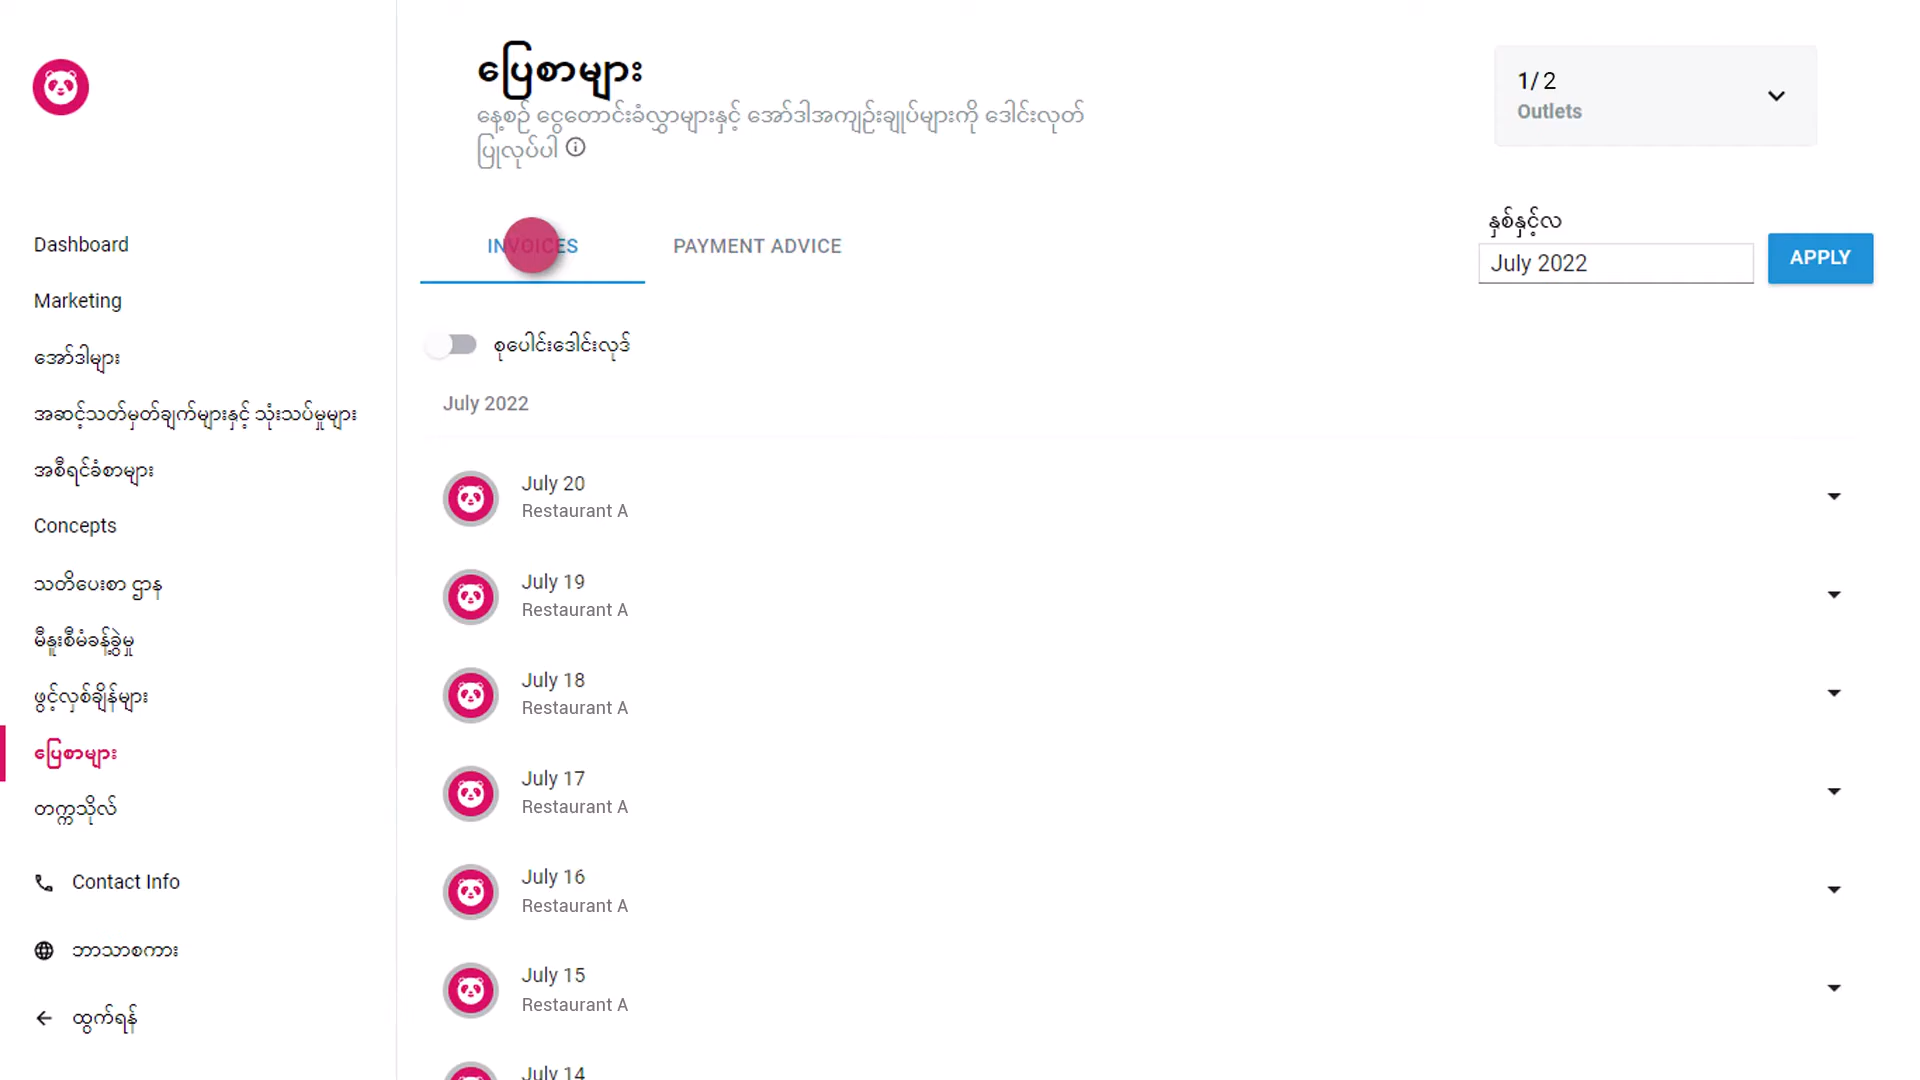 Dashboard
Marketing
အော်ဒါများ
အဆင့်သတ်မှတ်ချက်များနှင့် သုံးသပ်မှုများ
အစီရင်ခံစာများ
Concepts
သတိပေးစာ ဌာန
မီနူးစီမံခန့်ခွဲမှု
ဖွင့်လှစ်ချိန်များ
ပြေစာများ
တက္ကသိုလ်
Contact Info
ဘာသာစကား
ထွက်ရန်
ပြေစာများ
နေ့စဉ် ငွေတောင်းခံလွှာများနှင့် အော်ဒါအကျဉ်းချုပ်များကို ဒေါင်းလုတ်
ပြုလုပ်ပါ
1/ 2
Outlets
INVOICES
PAYMENT ADVICE
နှစ်နှင့်လ
July 2022
APPLY
စုပေါင်းဒေါင်းလုဒ်
July 2022
July 20
Restaurant A
July 19
Restaurant A
July 18
Restaurant A
July 17
Restaurant A
July 16
Restaurant A
July 15
Restaurant A
July 14